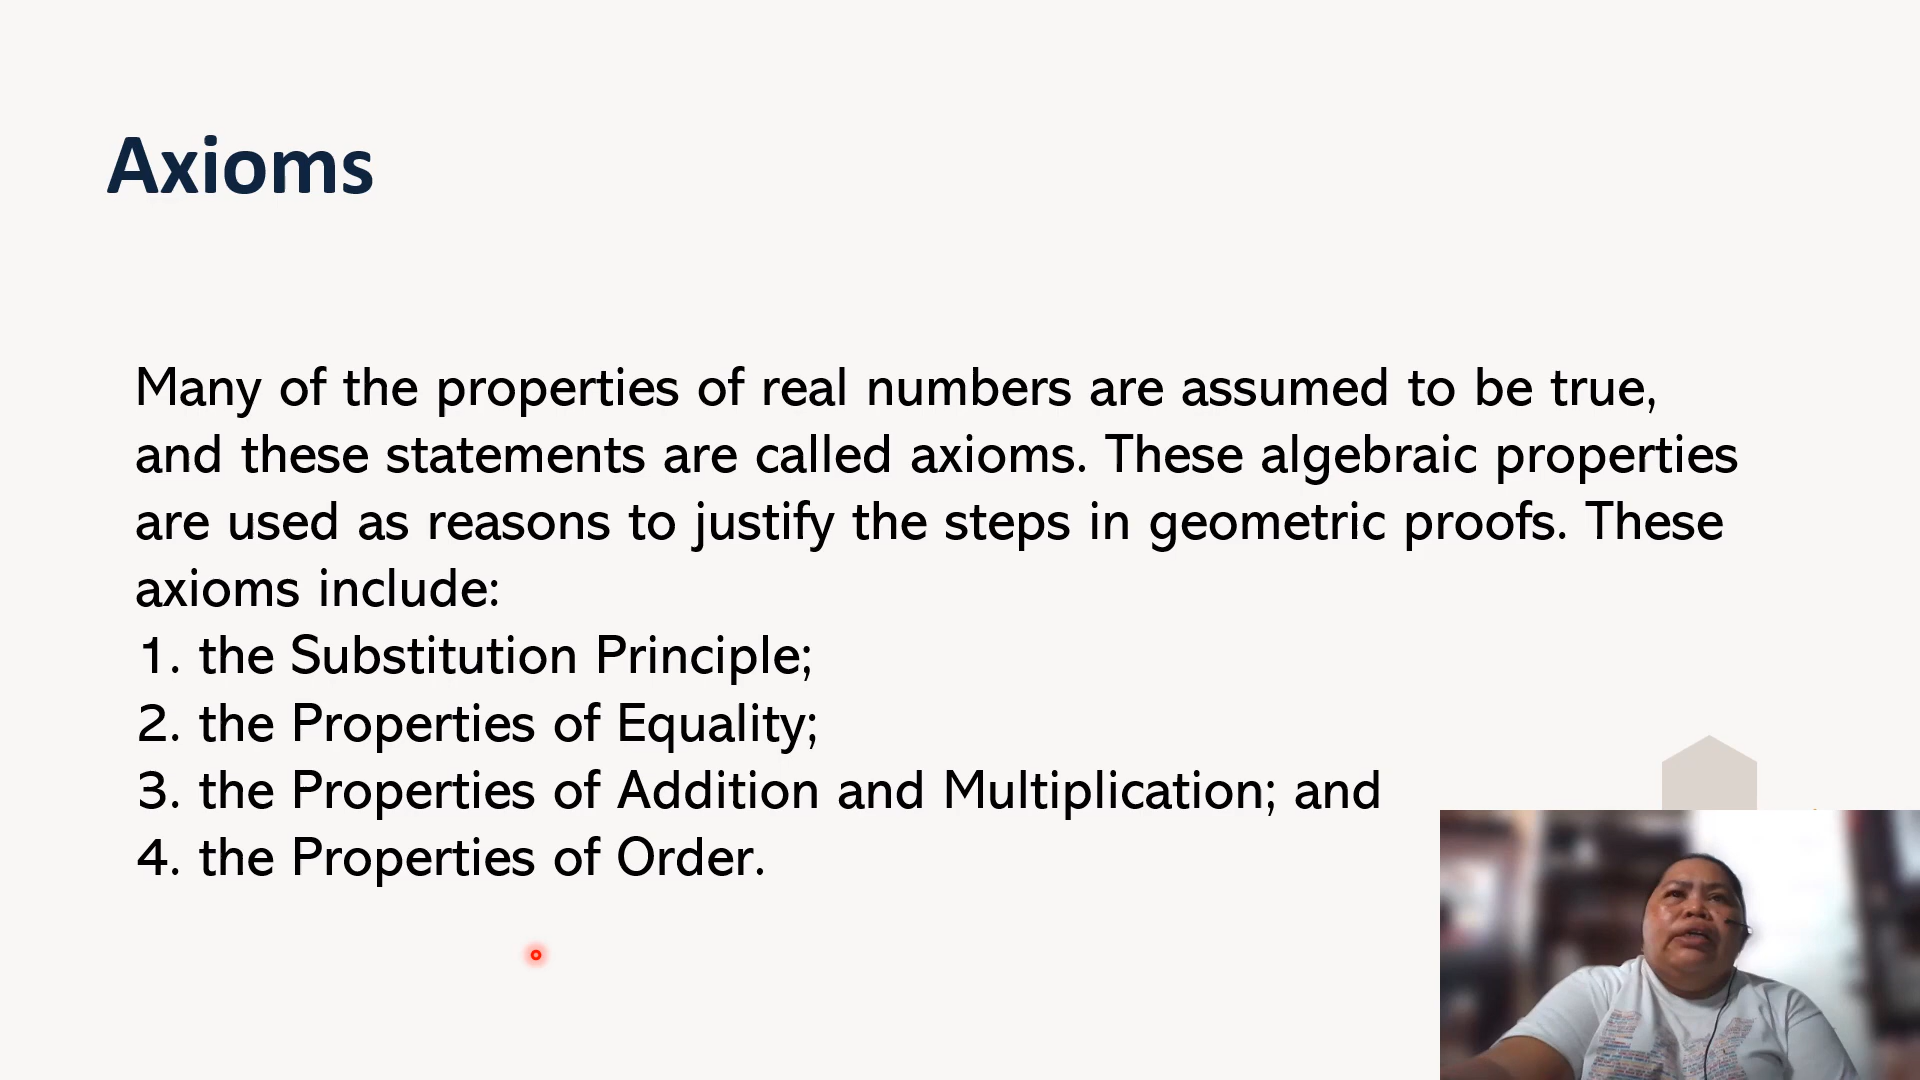 Axioms
Many of the properties of real numbers are assumed to be true,
and these statements are called axioms. These algebraic properties
are used as reasons to justify the steps in geometric proofs. These
axioms include:
1. the Substitution Principle;
2. the Properties of Equality;
3. the Properties of Addition and Multiplication; and
4. the Properties of Order.